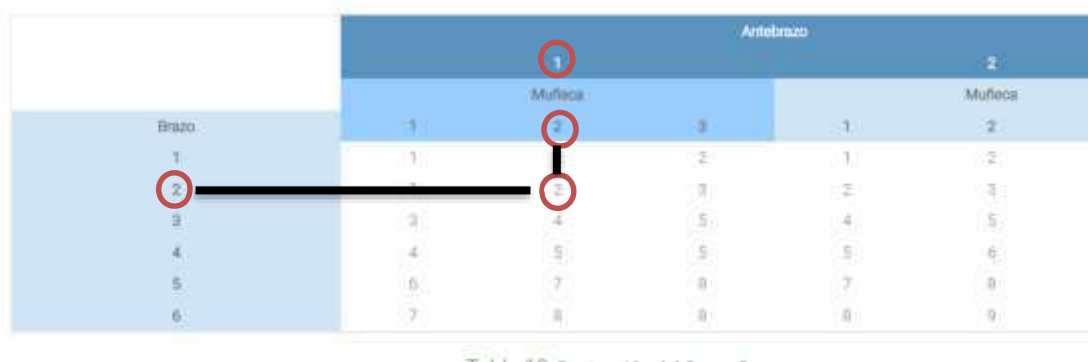 Antebrazo
1 2
Muñeca Muñeca
Brazo 1 2 3 1 2
1 1 2 1 2
2 2 3 2 3
3 3 4 5 4 5
4 4 5 5 5 6
5 6 7 8 7 8
6 7 8 8 8 9